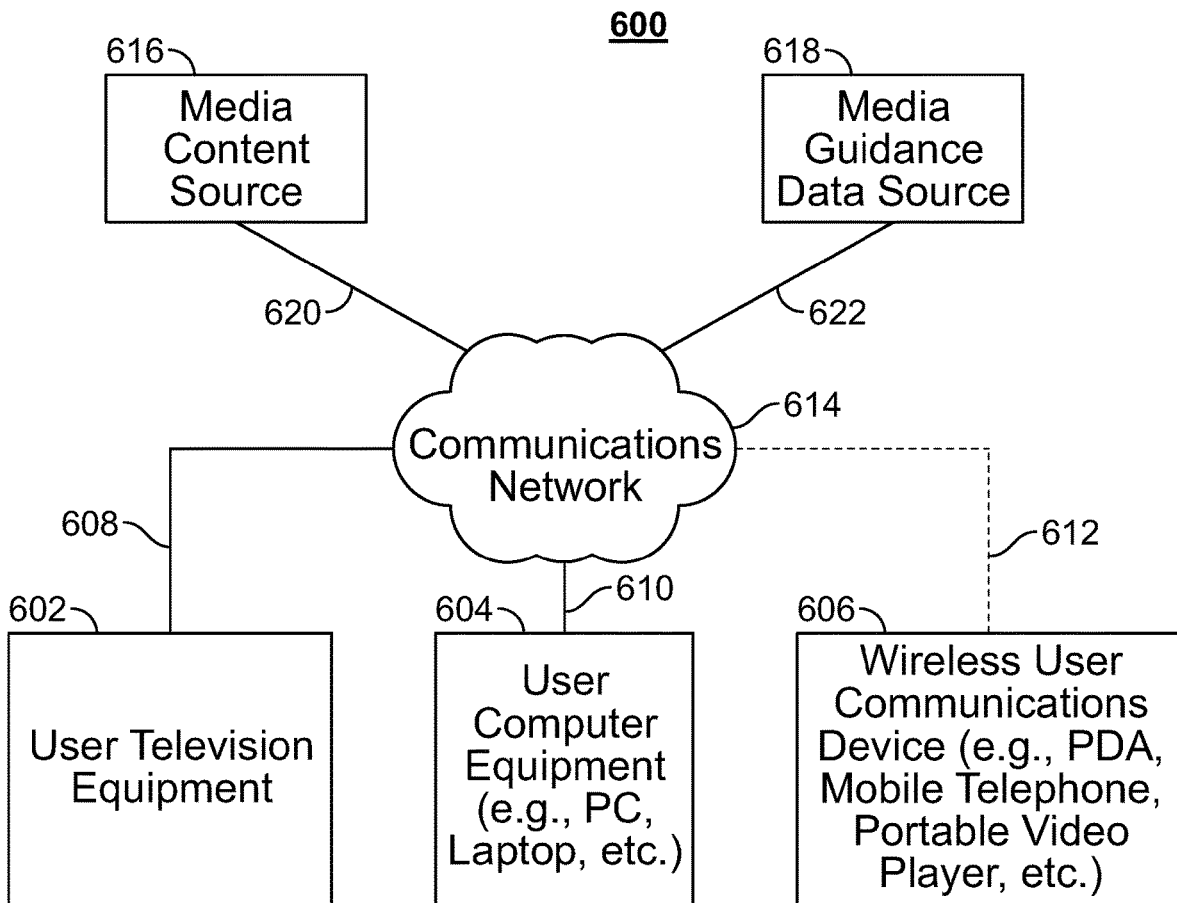 600
616
618
Media
Content
Source
Media
Guidance
Data Source
620
622
614
Communications
Network
608
612
610
602
604
606
User Television
Equipment
User
Computer
Equipment
(e.g., PC,
Laptop, etc.)
Wireless User
Communications
Device (e.g., PDA,
Mobile Telephone,
Portable Video
Player, etc.)